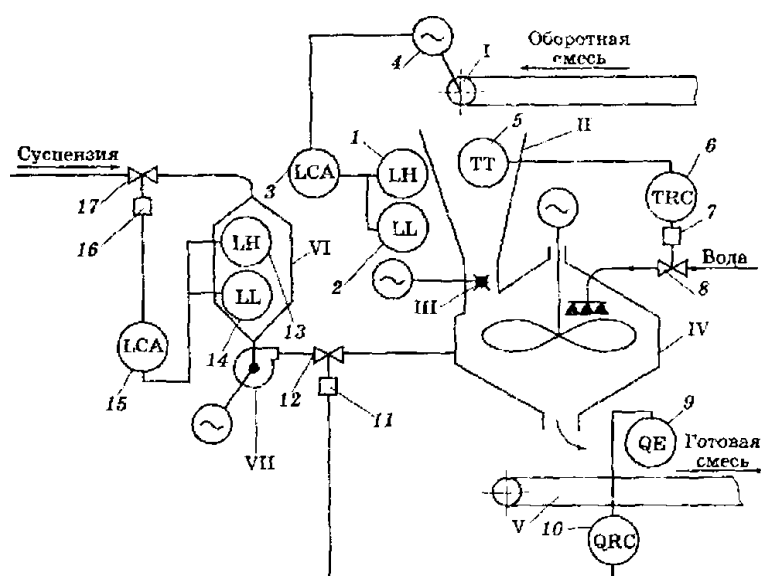 Оборотная
смесь
I
4
5
II
1
6
Суспензия
LCA
LH
TT
TRC
3
7
17
LL
Вода
16
LH
VI
2
8
III
LL
IV
14
13
LCA
12
15
11
9
QE
Готовая
смесь
VII
V
10
QRC